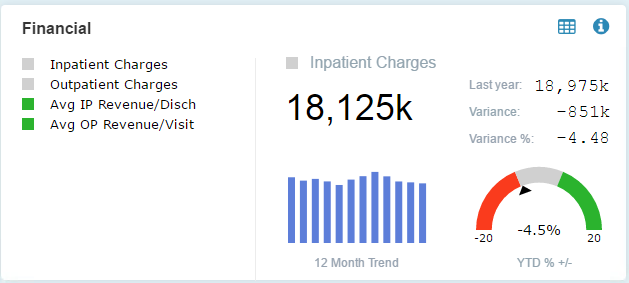 Financial
Inpatient Charges
Outpatient Charges
Avg IP Revenue/Disch
Avg OP Revenue/Visit
Inpatient Charges
18,125k
Last year: 18,975k
Variance: -851k
Variance %: -4.48
12 Month Trend
-4.5%
-20 20
YTD % +/-